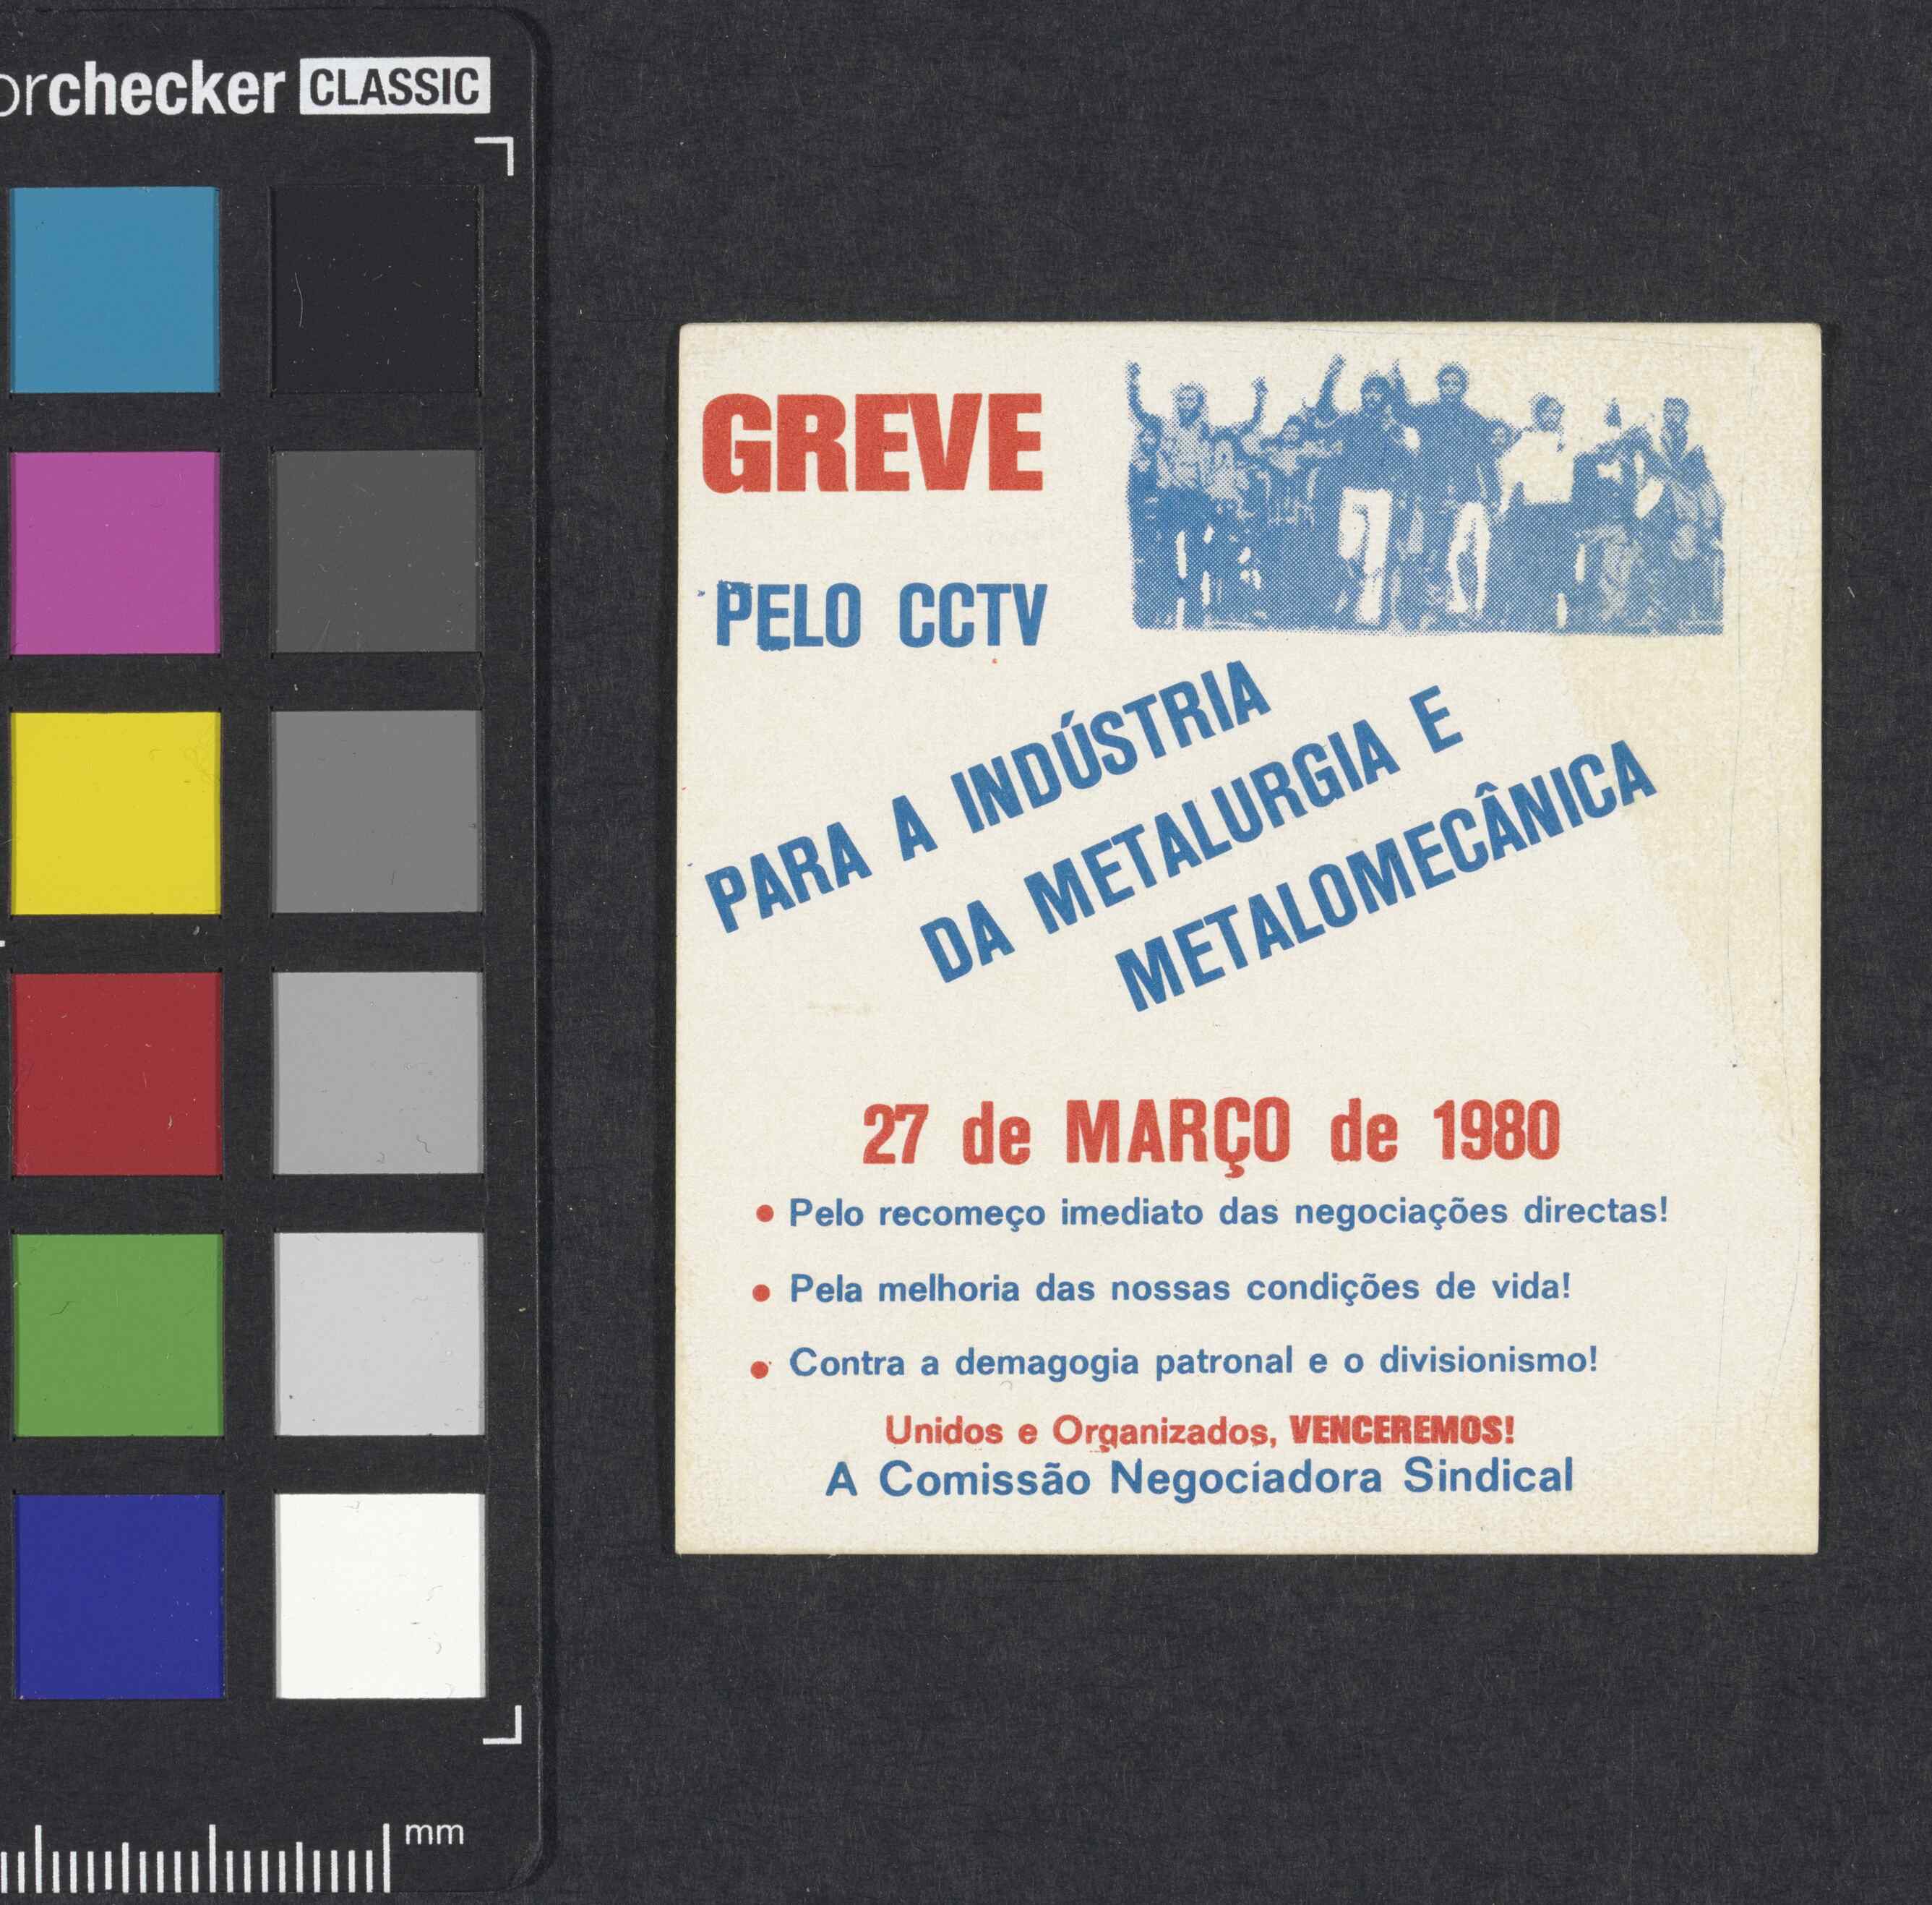 orchecker CLASSIC
mm
GREVE
PELO CCTV
PARA A INDÚSTRIA
DA METALURGIA E
METALOMECÂNICA
27 de MARÇO de 1980
• Pelo recomeço imediato das negociações directas!
• Pela melhoria das nossas condições de vida!
• Contra a demagogia patronal e o divisionismo!
Unidos e Organizados, VENCEREMOS!
A Comissão Negociadora Sindical